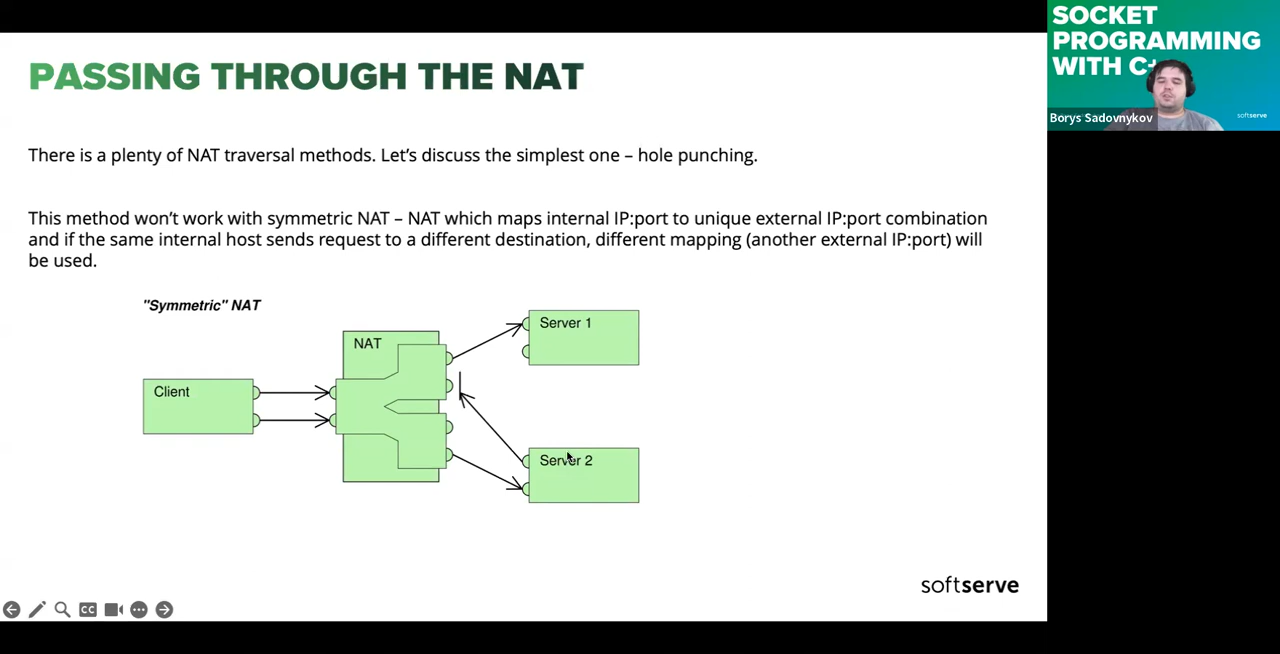 PASSING THROUGH THE NAT
There is a plenty of NAT traversal methods. Let's discuss the simplest one – hole punching.
This method won't work with symmetric NAT – NAT which maps internal IP:port to unique external IP:port combination
and if the same internal host sends request to a different destination, different mapping (another external IP:port) will
be used.
"Symmetric" NAT
NAT
Client
Server 1
Server 2
softserve
CC
SOCKET
PROGRAMMING
WITH C+
Borys Sadovnykov
softserve